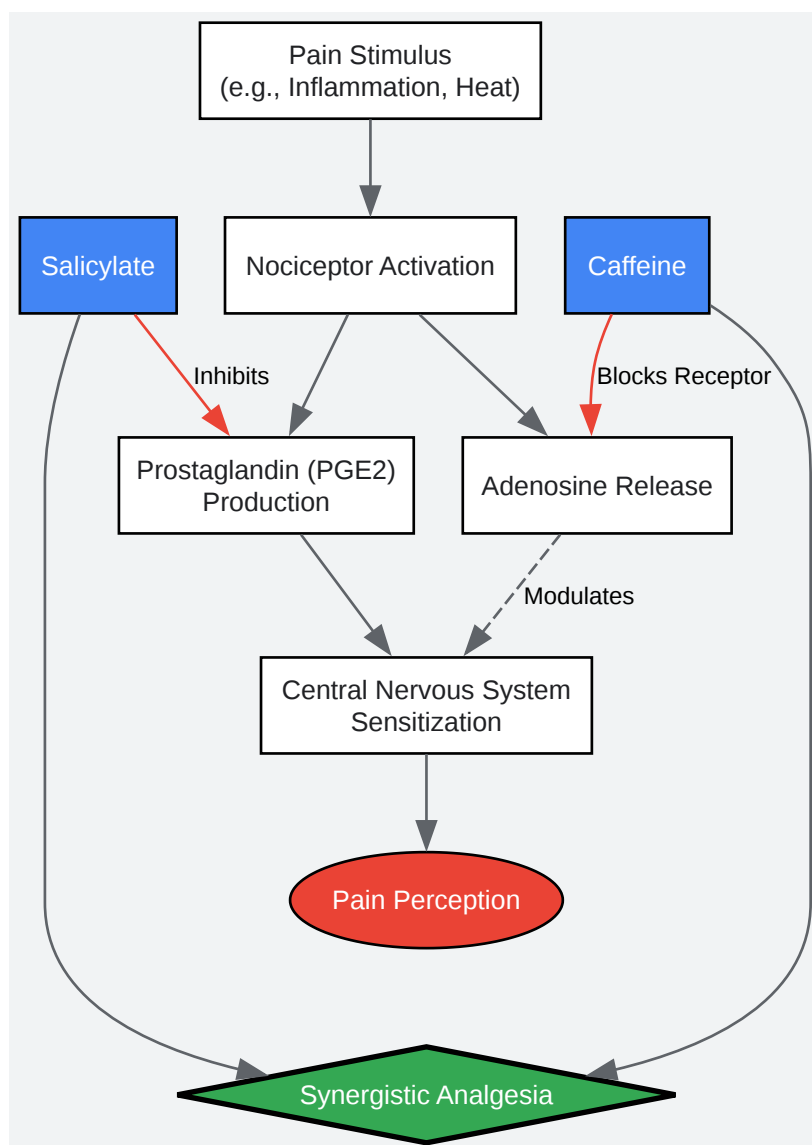 Pain Stimulus
(e.g., Inflammation, Heat)
Salicylate
Nociceptor Activation
Caffeine
Inhibits
Blocks Receptor
Prostaglandin (PGE2)
Production
Adenosine Release
Modulates
Central Nervous System
Sensitization
Pain Perception
Synergistic Analgesia